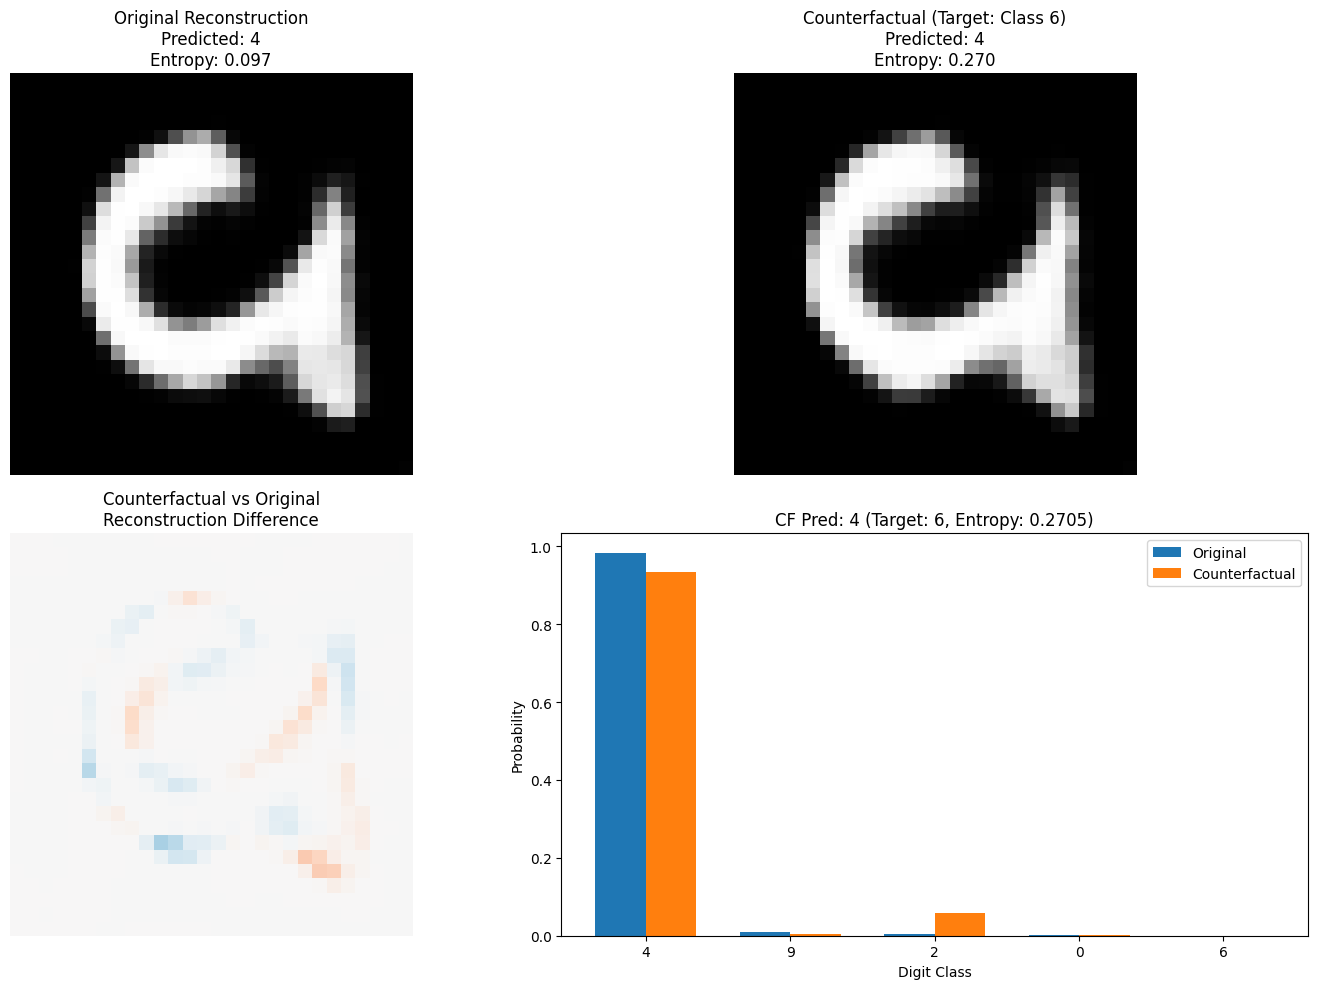 Original Reconstruction
Predicted: 4
Entropy: 0.097
Counterfactual (Target: Class 6)
Predicted: 4
Entropy: 0.270
Counterfactual vs Original
Reconstruction Difference
CF Pred: 4 (Target: 6, Entropy: 0.2705)
Original
Counterfactual
Probability
1.0
0.8
0.6
0.4
0.2
0.0
4 9 2 0 6
Digit Class